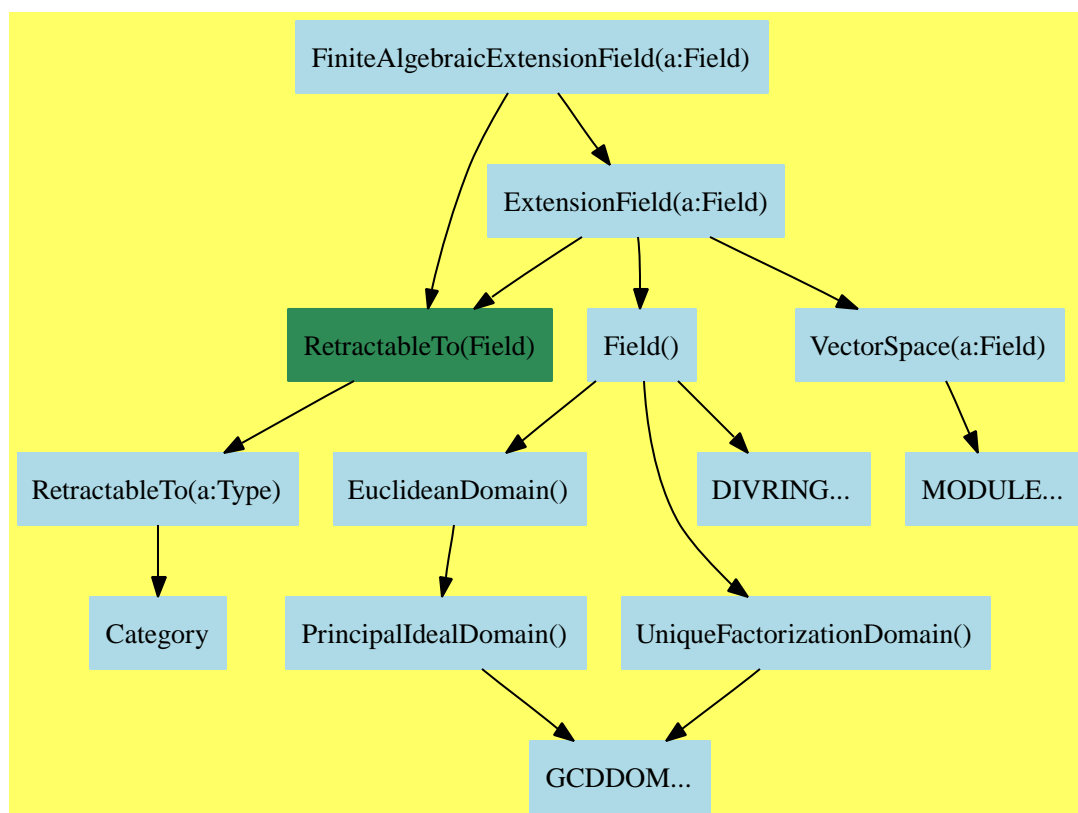 FiniteAlgebraicExtensionField(a:Field)
ExtensionField(a:Field)
RetractableTo(Field)
Field()
VectorSpace(a:Field)
RetractableTo(a:Type)
EuclideanDomain()
DIVRING...
MODULE...
Category
PrincipalIdealDomain()
UniqueFactorizationDomain()
GCDDOM...